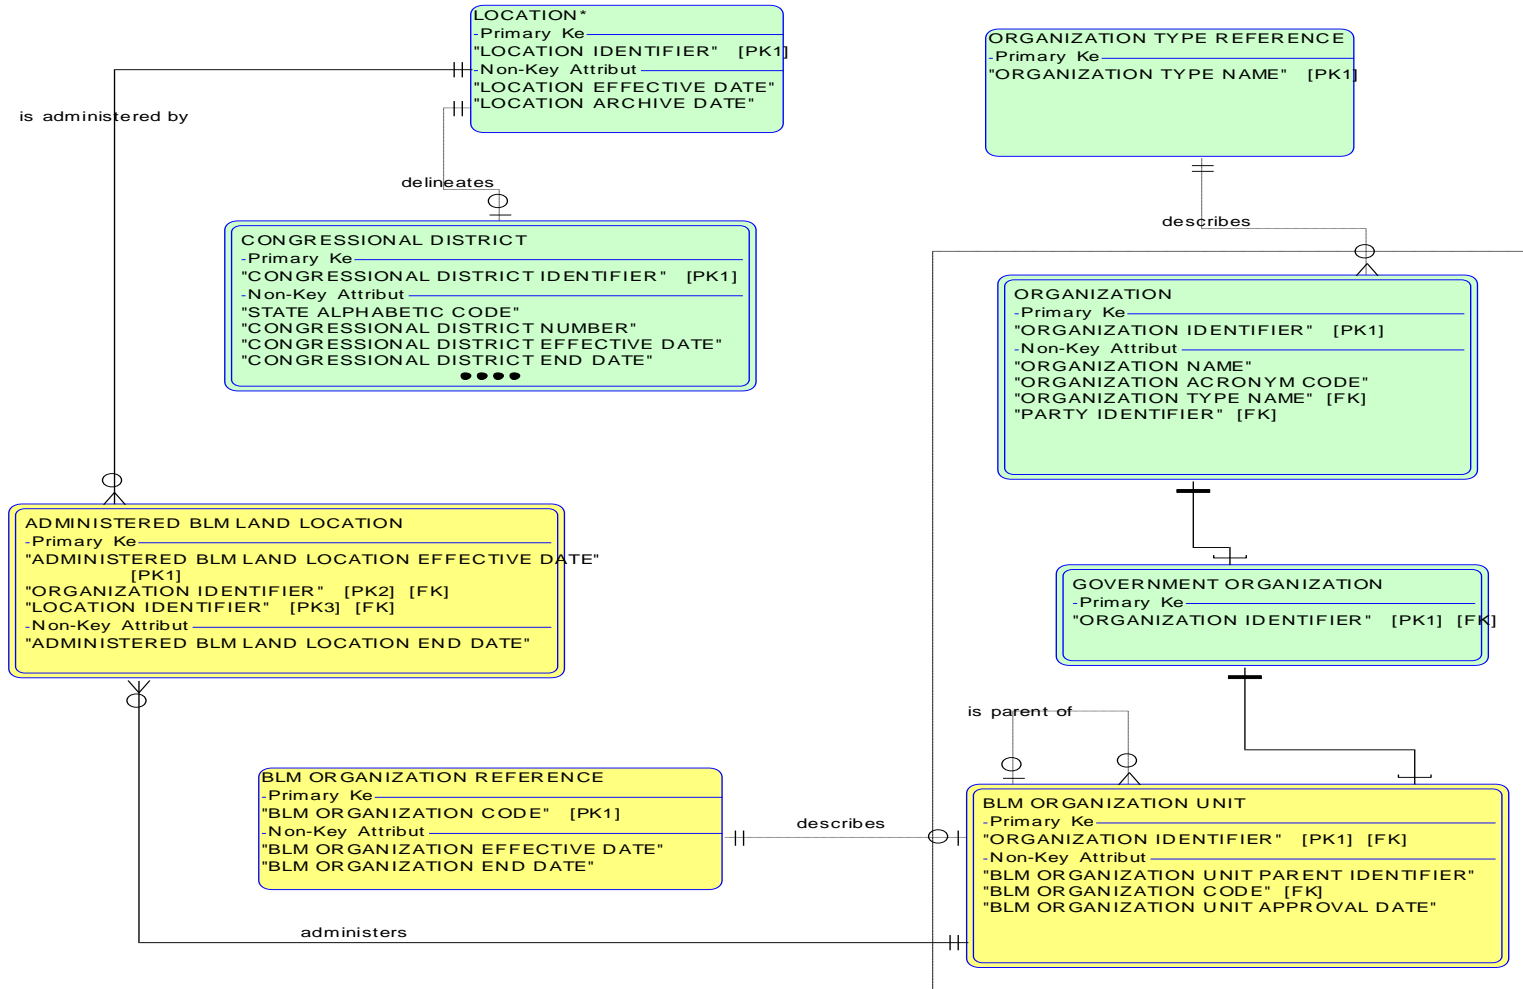 LOCATION*
-Primary Ke
"LOCATION IDENTIFIER" [PK1]
-Non-Key Attribut
"LOCATION EFFECTIVE DATE"
"LOCATION ARCHIVE DATE"
ORGANIZATION TYPE REFERENCE
-Primary Ke
"ORGANIZATION TYPE NAME" [PK1]
is administered by
delineates
describes
CONGRESSIONAL DISTRICT
-Primary Ke
"CONGRESSIONAL DISTRICT IDENTIFIER" [PK1]
-Non-Key Attribut
"STATE ALPHABETIC CODE"
"CONGRESSIONAL DISTRICT NUMBER"
"CONGRESSIONAL DISTRICT EFFECTIVE DATE"
"CONGRESSIONAL DISTRICT END DATE"
ORGANIZATION
-Primary Ke
"ORGANIZATION IDENTIFIER" [PK1]
-Non-Key Attribut
"ORGANIZATION NAME"
"ORGANIZATION ACRONYM CODE"
"ORGANIZATION TYPE NAME" [FK]
"PARTY IDENTIFIER" [FK]
ADMINISTERED BLM LAND LOCATION
-Primary Ke
"ADMINISTERED BLM LAND LOCATION EFFECTIVE DATE"
[PK1]
"ORGANIZATION IDENTIFIER" [PK2] [FK]
"LOCATION IDENTIFIER" [PK3] [FK]
-Non-Key Attribut
"ADMINISTERED BLM LAND LOCATION END DATE"
GOVERNMENT ORGANIZATION
-Primary Ke
"ORGANIZATION IDENTIFIER" [PK1] [FK]
is parent of
BLM ORGANIZATION REFERENCE
-Primary Ke
"BLM ORGANIZATION CODE" [PK1]
-Non-Key Attribut
"BLM ORGANIZATION EFFECTIVE DATE"
"BLM ORGANIZATION END DATE"
describes
BLM ORGANIZATION UNIT
-Primary Ke
"ORGANIZATION IDENTIFIER" [PK1] [FK]
-Non-Key Attribut
"BLM ORGANIZATION UNIT PARENT IDENTIFIER"
"BLM ORGANIZATION CODE" [FK]
"BLM ORGANIZATION UNIT APPROVAL DATE"
administers